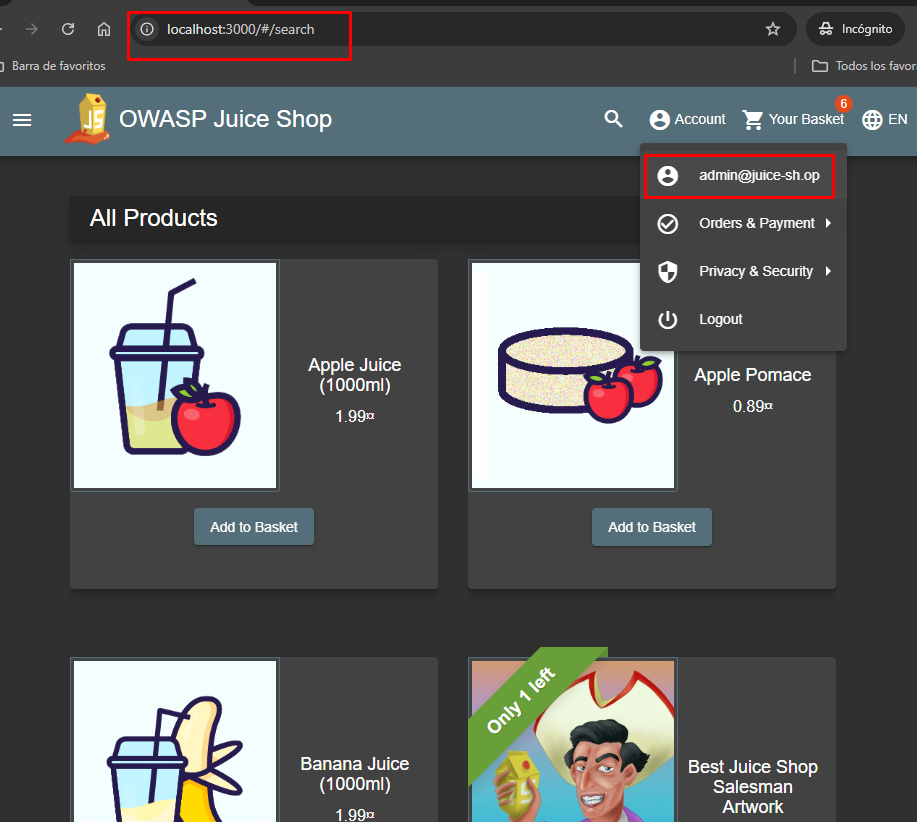 localhost:3000/#/search
Incógnito
Barra de favoritos
Todos los favor
OWASP Juice Shop
Account
6
Your Basket
EN
admin@juice-sh.op
Orders & Payment
Privacy & Security
Logout
All Products
Apple Juice
(1000ml)
1.99¤
Add to Basket
Apple Pomace
0.89¤
Add to Basket
Banana Juice
(1000ml)
1.99¤
Only 1 left
Best Juice Shop
Salesman
Artwork